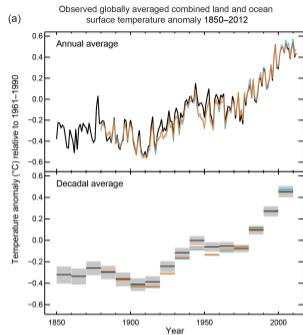 Observed globally averaged combined land and ocean
surface temperature anomaly 1850–2012
(a)
Annual average
0.6
0.4
0.2
0.0
−0.2
−0.4
−0.6
Temperature anomaly (°C) relative to 1961–1990
Decadal average
0.6
0.4
0.2
0.0
−0.2
−0.4
−0.6
1850
1900
1950
2000
Year